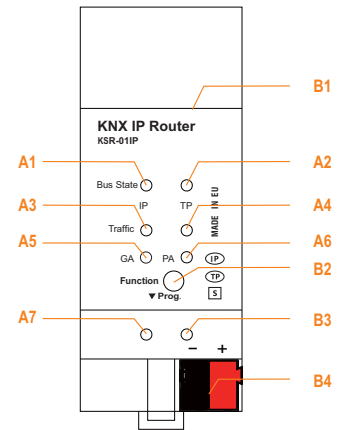 B1
KNX IP Router
KSR-01IP
A1 A2
Bus State
IP TP
A3 A4
Traffic
MADE IN EU
A5 A6
GA PA IP
B2
Function TP
▼ Prog. S
A7 B3
− +
B4